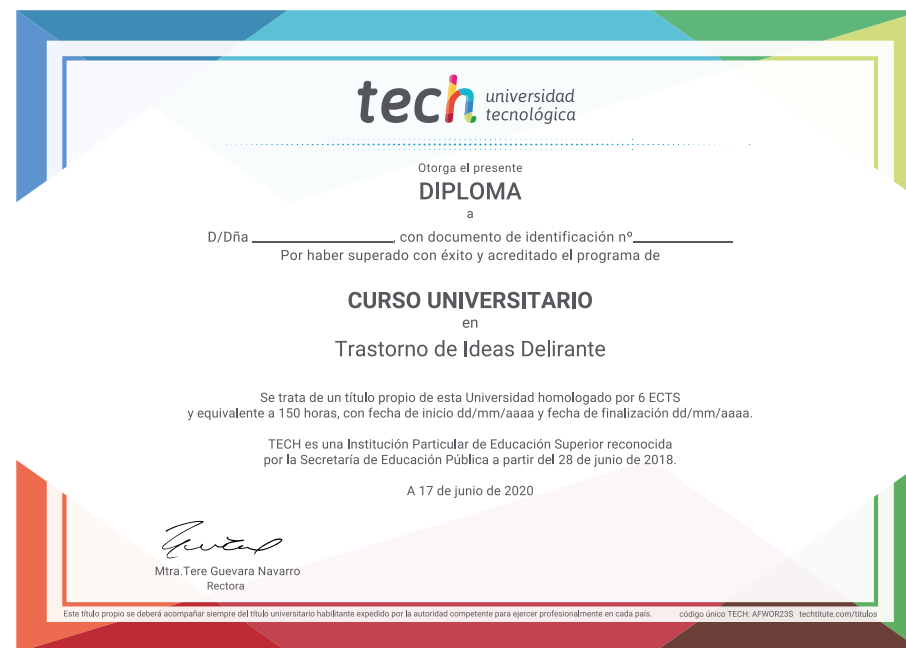 tech universidad
tecnológica
Otorga el presente
DIPLOMA
a
D/Dña ____________________, con documento de identificación nº______________
Por haber superado con éxito y acreditado el programa de
CURSO UNIVERSITARIO
en
Trastorno de Ideas Delirante
Se trata de un título propio de esta Universidad homologado por 6 ECTS
y equivalente a 150 horas, con fecha de inicio dd/mm/aaaa y fecha de finalización dd/mm/aaaa.
TECH es una Institución Particular de Educación Superior reconocida
por la Secretaría de Educación Pública a partir del 28 de junio de 2018.
A 17 de junio de 2020
Mtra.Tere Guevara Navarro
Rectora
Este título propio se deberá acompañar siempre del título universitario habilitante expedido por la autoridad competente para ejercer profesionalmente en cada país. código único TECH: AFWOR23S techtitute.com/titulos